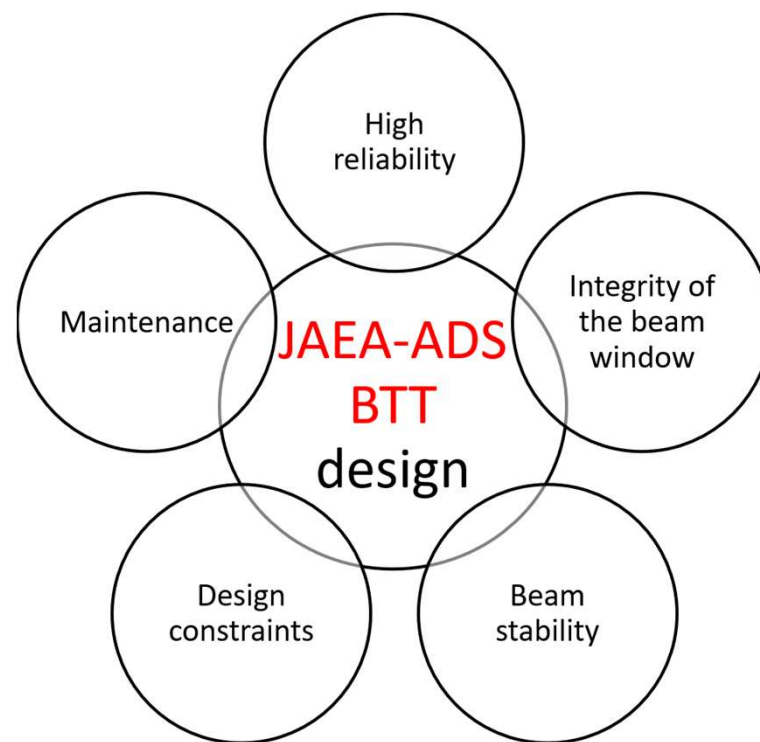 High
reliability
Integrity of
the beam
window
Maintenance
JAEA-ADS
BTT
design
Design
constraints
Beam
stability